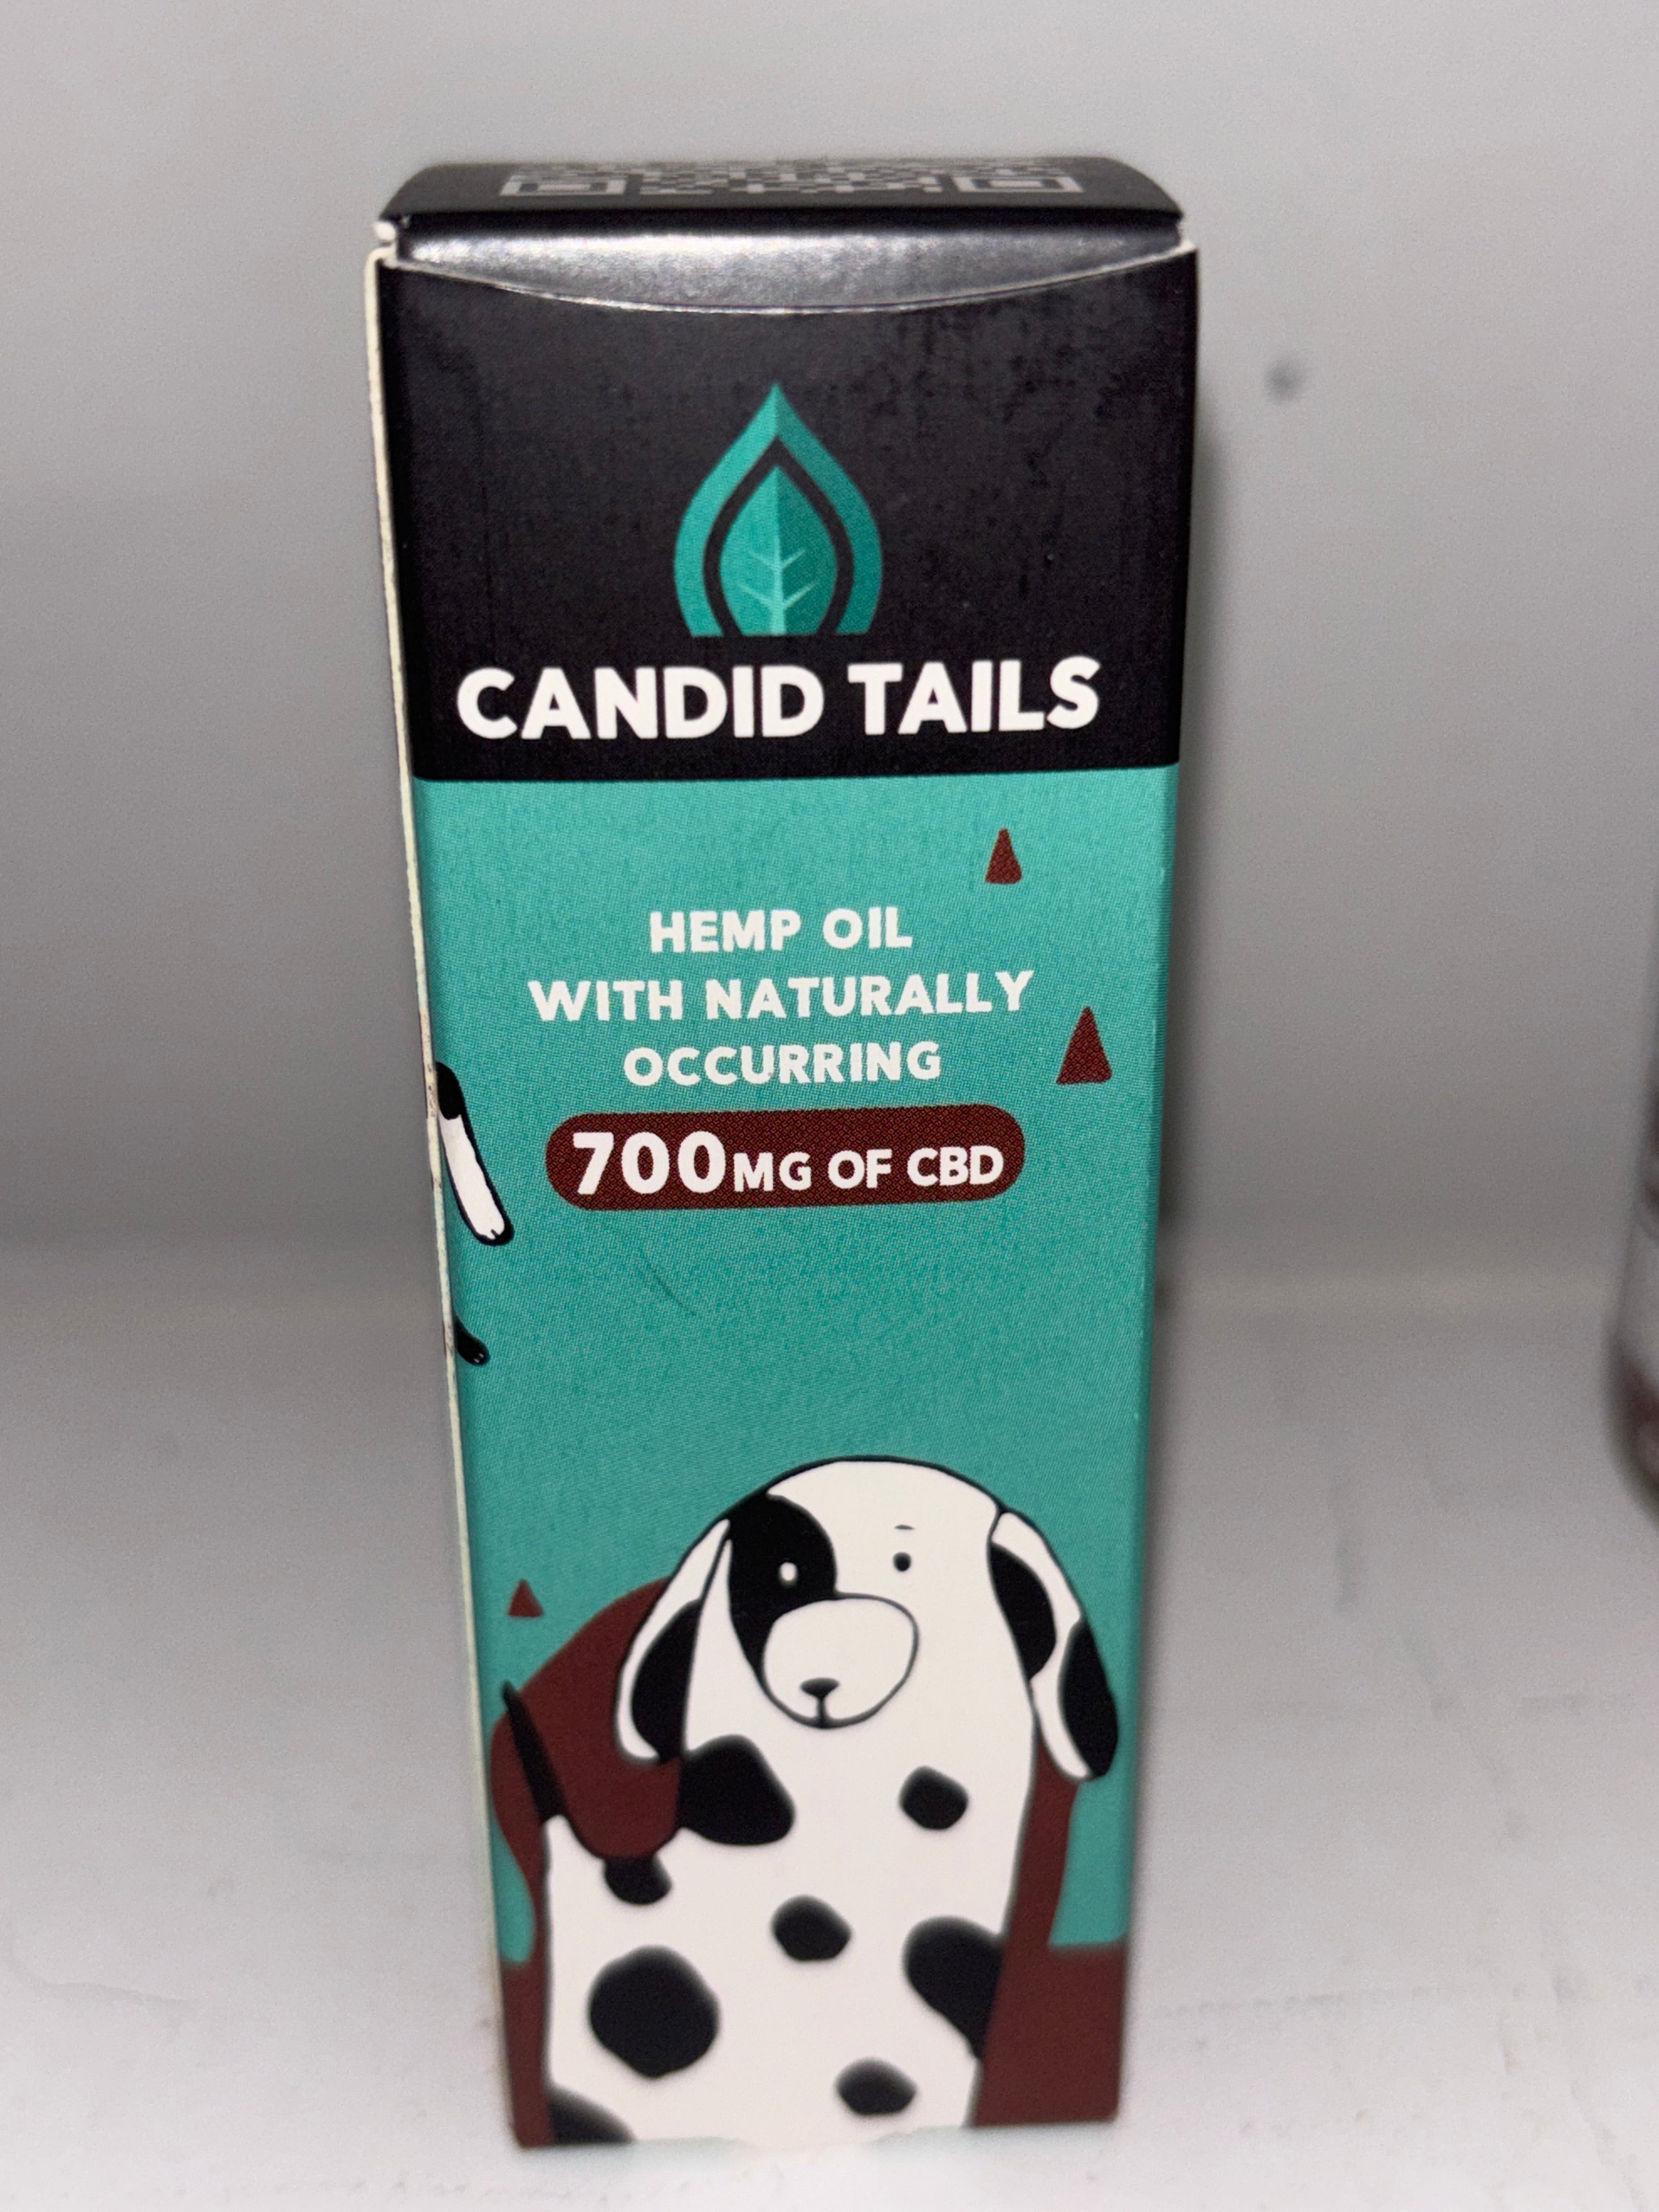 CANDID TAILS
HEMP OIL
WITH NATURALLY
OCCURRING
700MG OF CBD